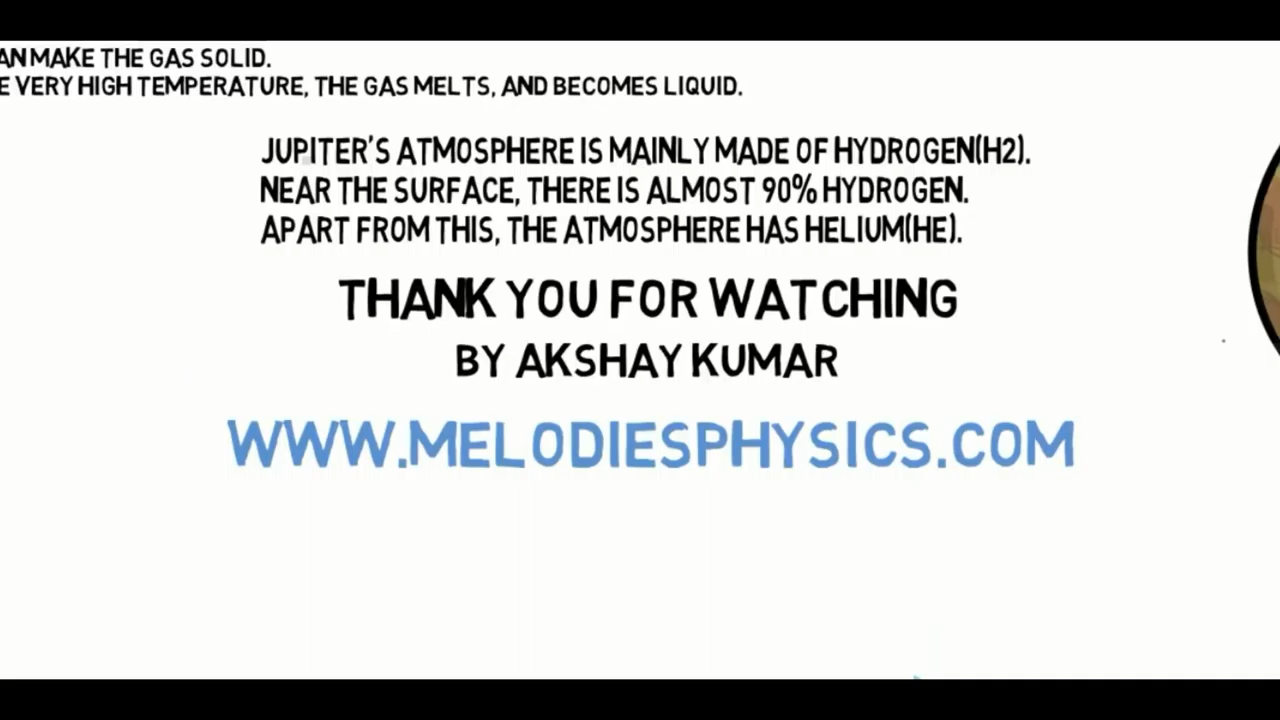 MAKE THE GAS SOLID.
VERY HIGH TEMPERATURE, THE GAS MELTS, AND BECOMES LIQUID.
JUPITER'S ATMOSPHERE IS MAINLY MADE OF HYDROGEN(H2).
NEAR THE SURFACE, THERE IS ALMOST 90% HYDROGEN.
APART FROM THIS, THE ATMOSPHERE HAS HELIUM(HE).
THANK YOU FOR WATCHING
BY AKSHAY KUMAR
WWW.MELODIESPHYSICS.COM